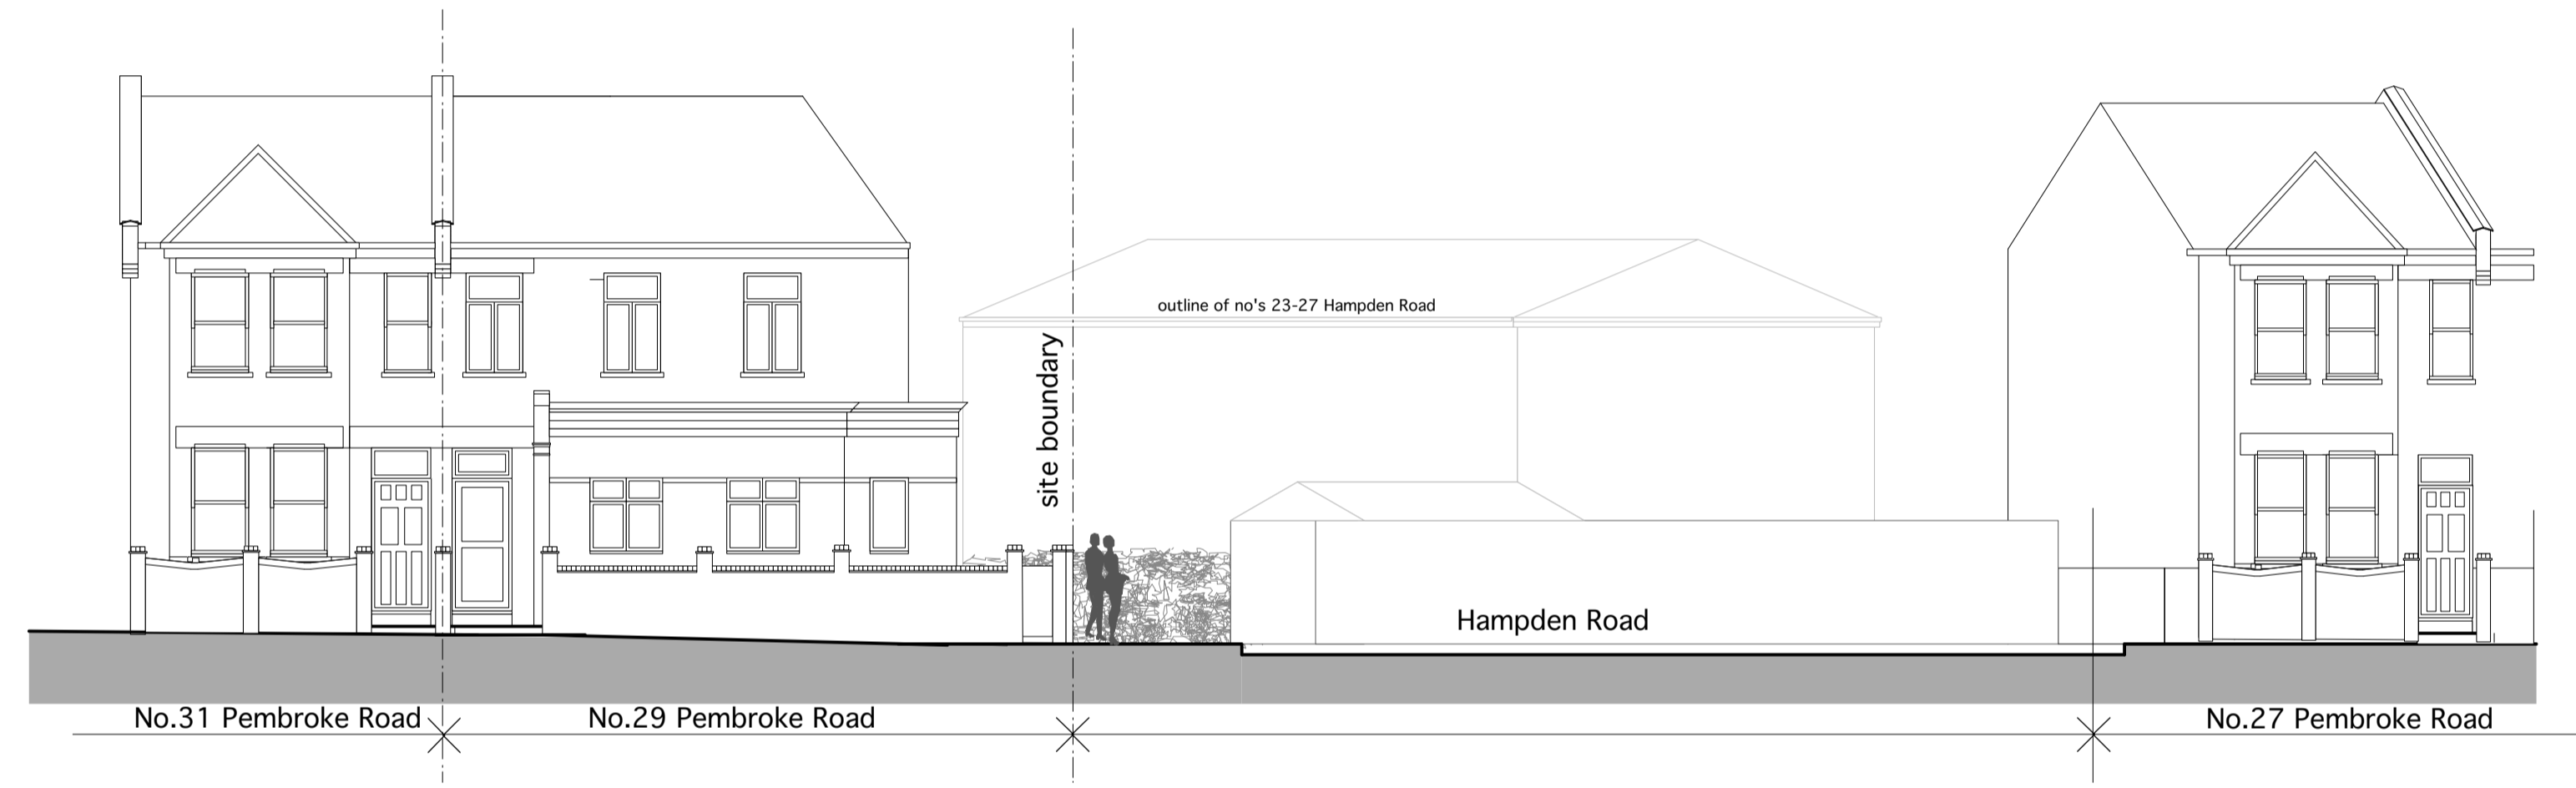 outline of no's 23-27 Hampden Road
site boundary
Hampden Road
No.31 Pembroke Road
No.29 Pembroke Road
No.27 Pembroke Road